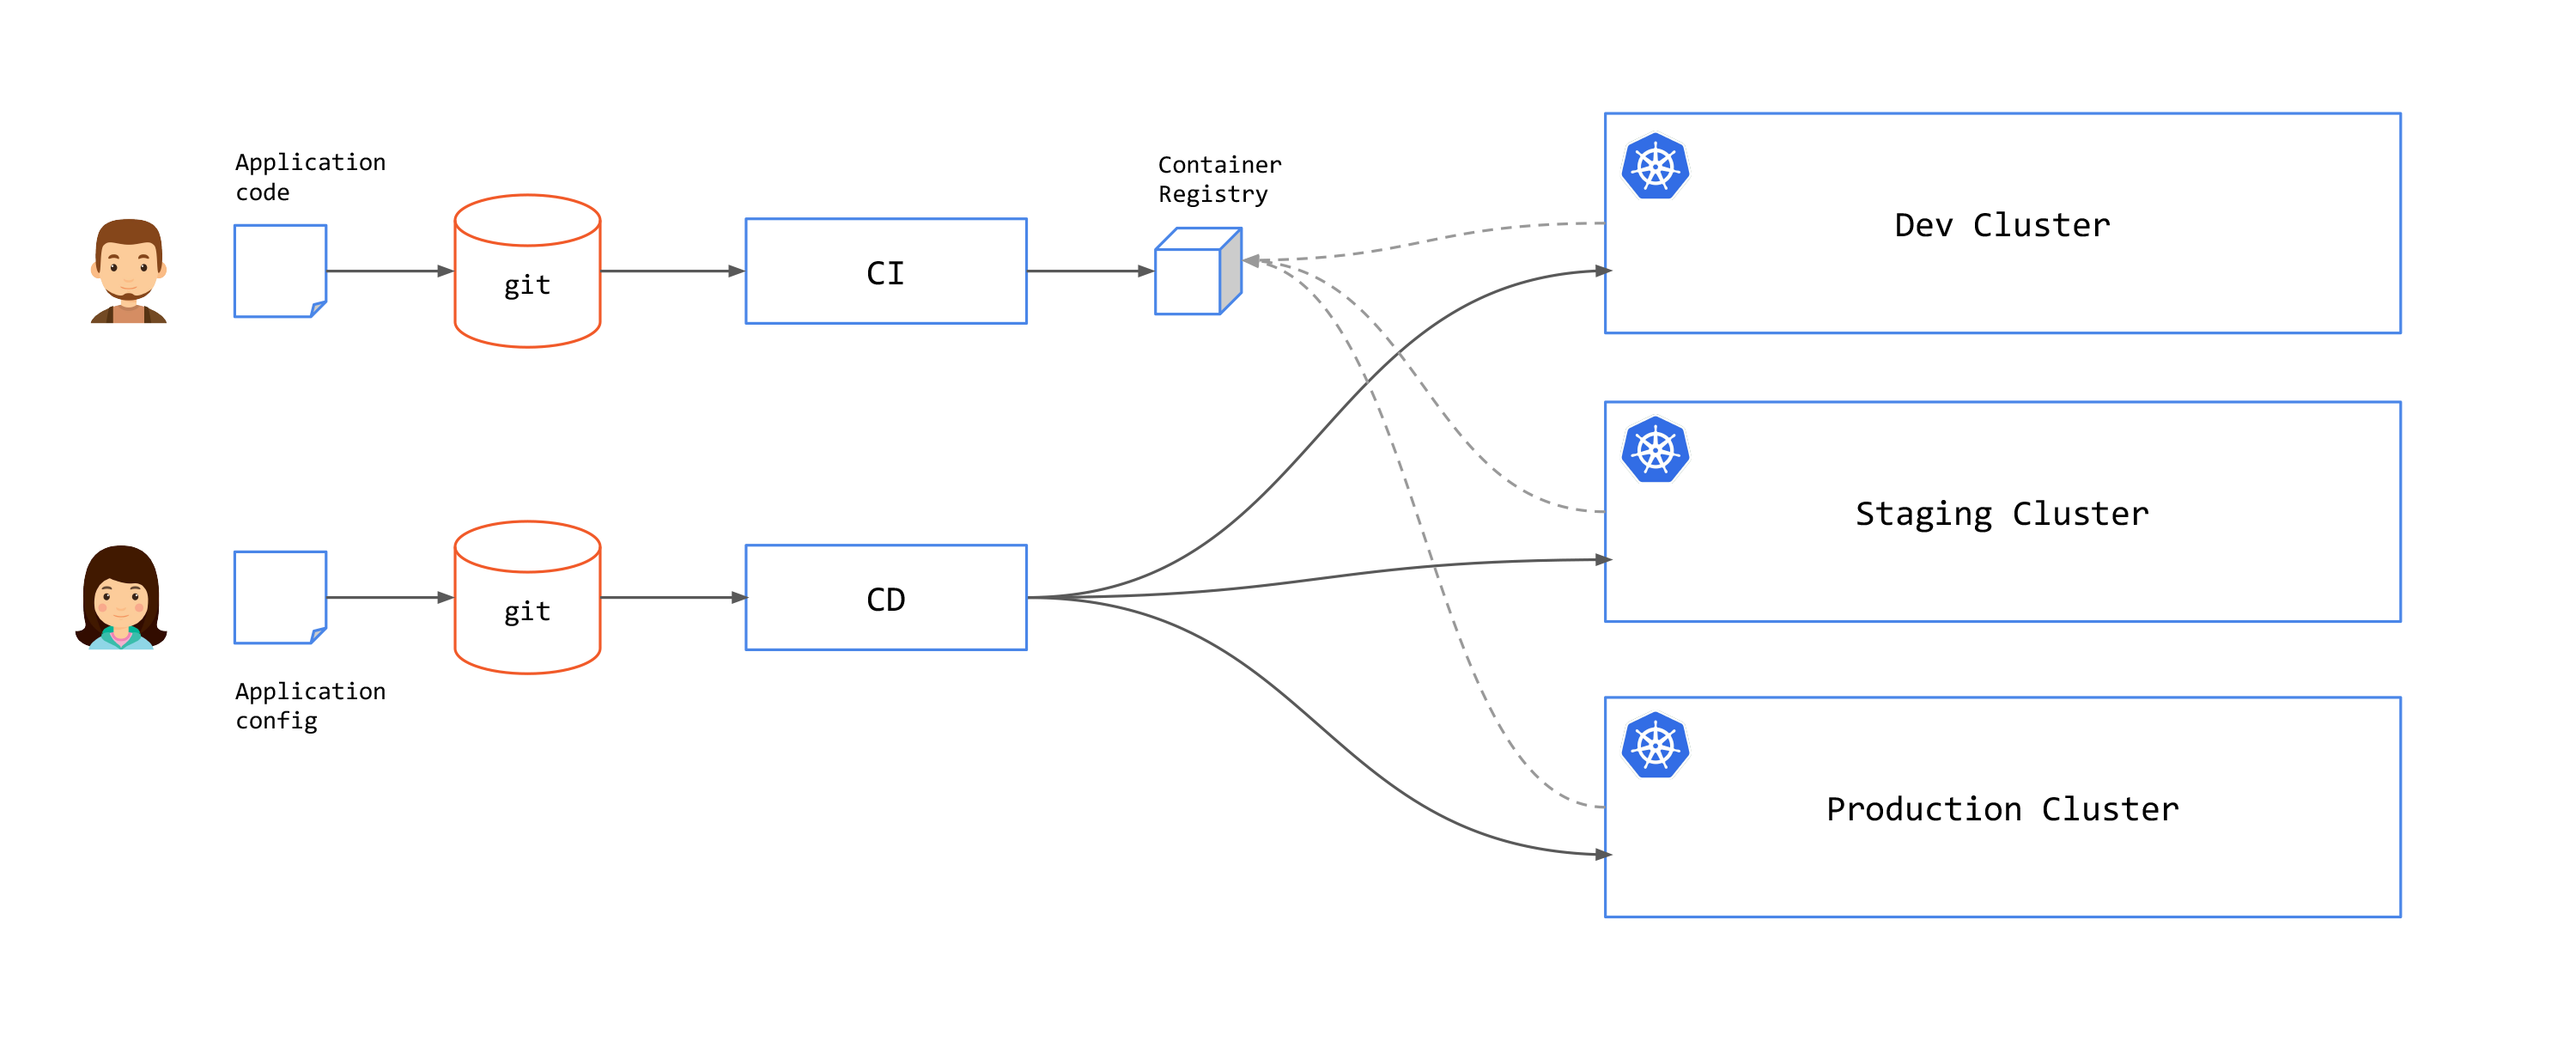 Application
code
git
CI
Container
Registry
Dev Cluster
Staging Cluster
Application
config
git
CD
Production Cluster